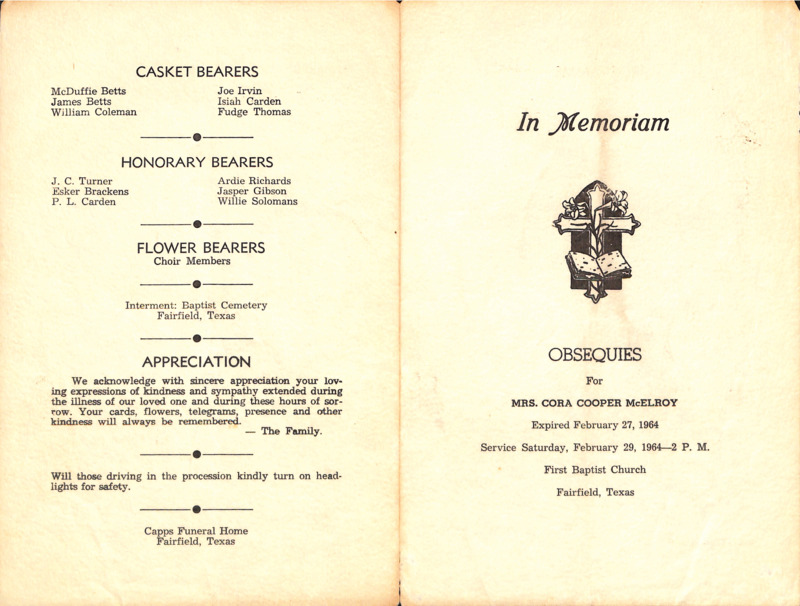 CASKET BEARERS
McDuffie Betts
James Betts
William Coleman
Joe Irvin
Isiah Carden
Fudge Thomas
HONORARY BEARERS
J. C. Turner
Esker Brackens
P. L. Carden
Ardie Richards
Jasper Gibson
Willie Solomans
FLOWER BEARERS
Choir Members
Interment: Baptist Cemetery
Fairfield, Texas
APPRECIATION
We acknowledge with sincere appreciation your lov-
ing expressions of kindness and sympathy extended during
the illness of our loved one and during these hours of sor-
row. Your cards, flowers, telegrams, presence and other
kindness will always be remembered.
— The Family.
Will those driving in the procession kindly turn on head-
lights for safety.
Capps Funeral Home
Fairfield, Texas
In Memoriam
OBSEQUIES
For
MRS. CORA COOPER McELROY
Expired February 27, 1964
Service Saturday, February 29, 1964—2 P. M.
First Baptist Church
Fairfield, Texas